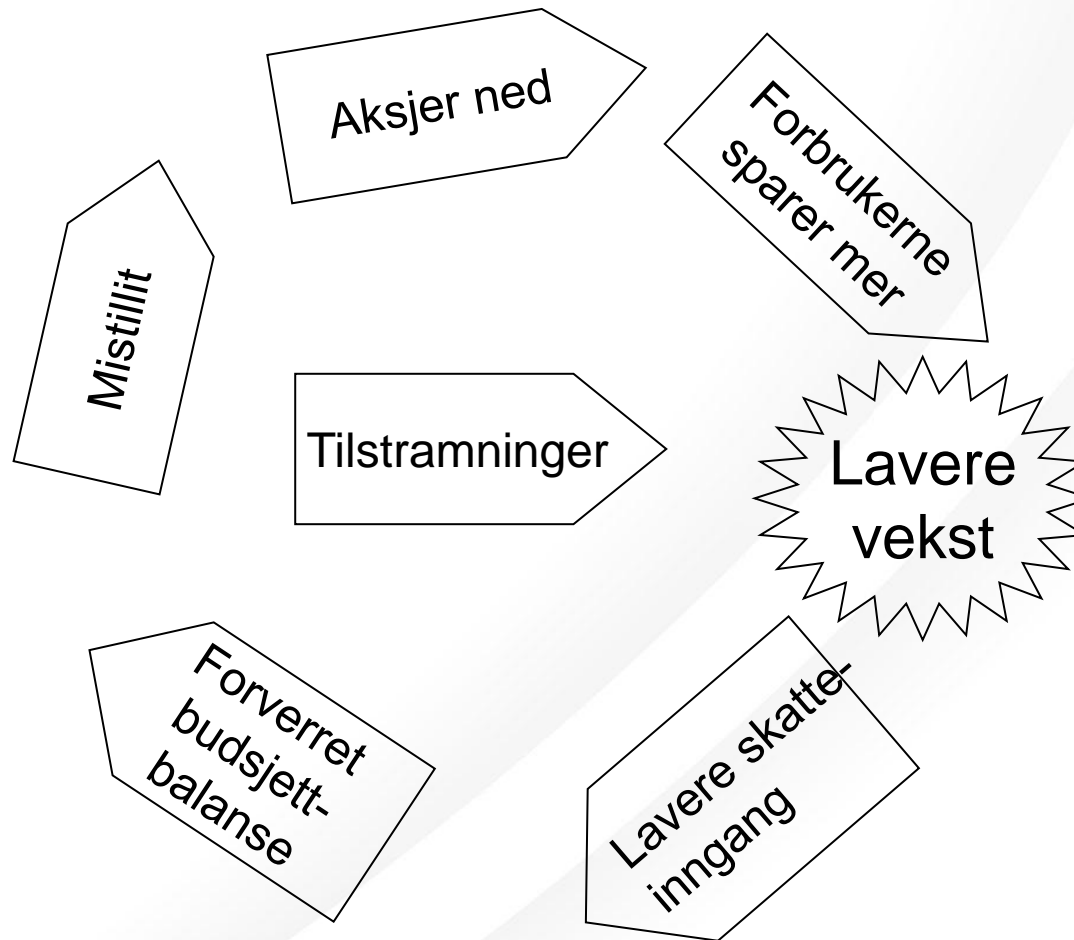 Aksjer ned
Forbrukerne
sparer mer
Mistillit
Tilstramninger
Lavere
vekst
Forverret
budsjett-
balanse
Lavere skatte-
inngang